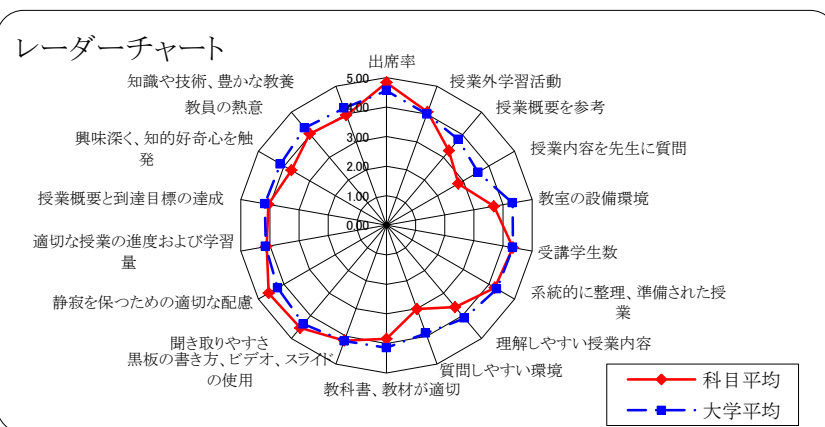 レーダーチャート
出席率
授業外学習活動
授業概要を参考
授業内容を先生に質問
教室の設備環境
受講学生数
系統的に整理、準備された授
業
理解しやすい授業内容
質問しやすい環境
教科書、教材が適切
黒板の書き方、ビデオ、スライド
の使用
聞き取りやすさ
静寂を保つための適切な配慮
適切な授業の進度および学習
量
授業概要と到達目標の達成
興味深く、知的好奇心を触
発
教員の熱意
知識や技術、豊かな教養
5.00
4.00
3.00
2.00
1.00
0.00
科目平均
大学平均